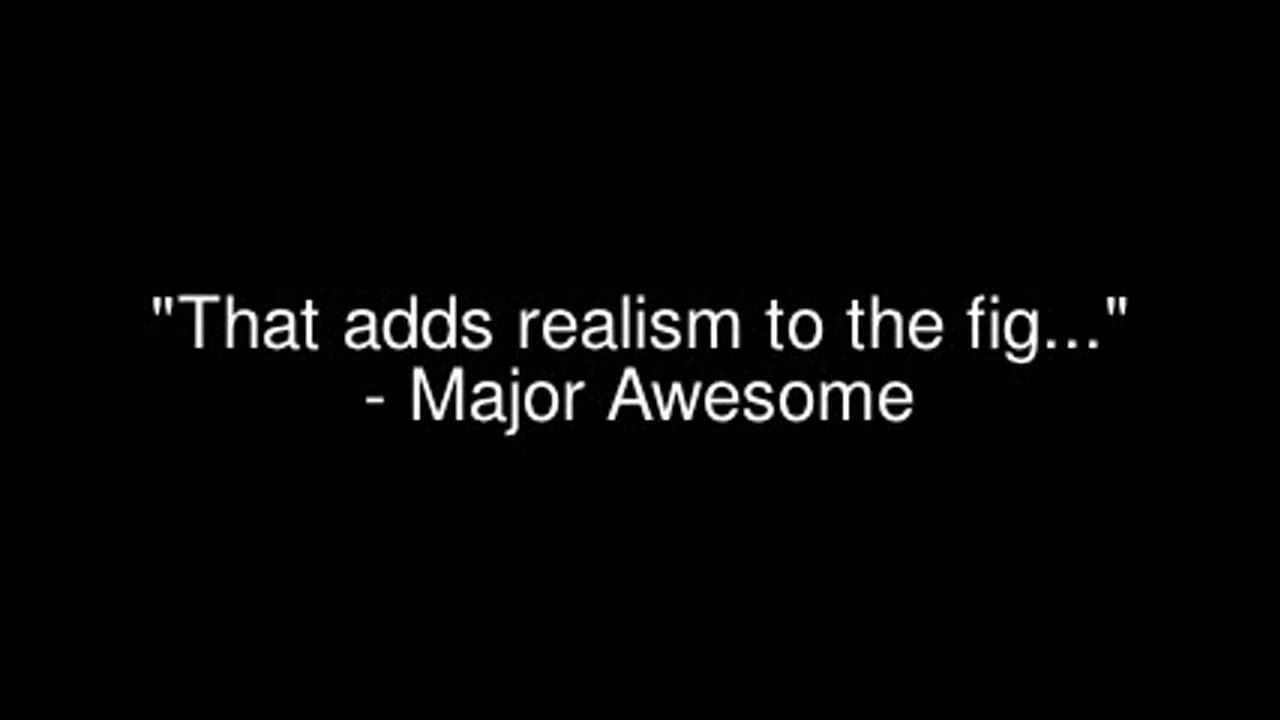 "That adds realism to the fig..."
- Major Awesome